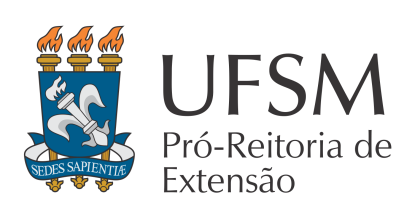 UFSM
Pró-Reitoria de
Extensão
SEDES SAPIENTIÆ